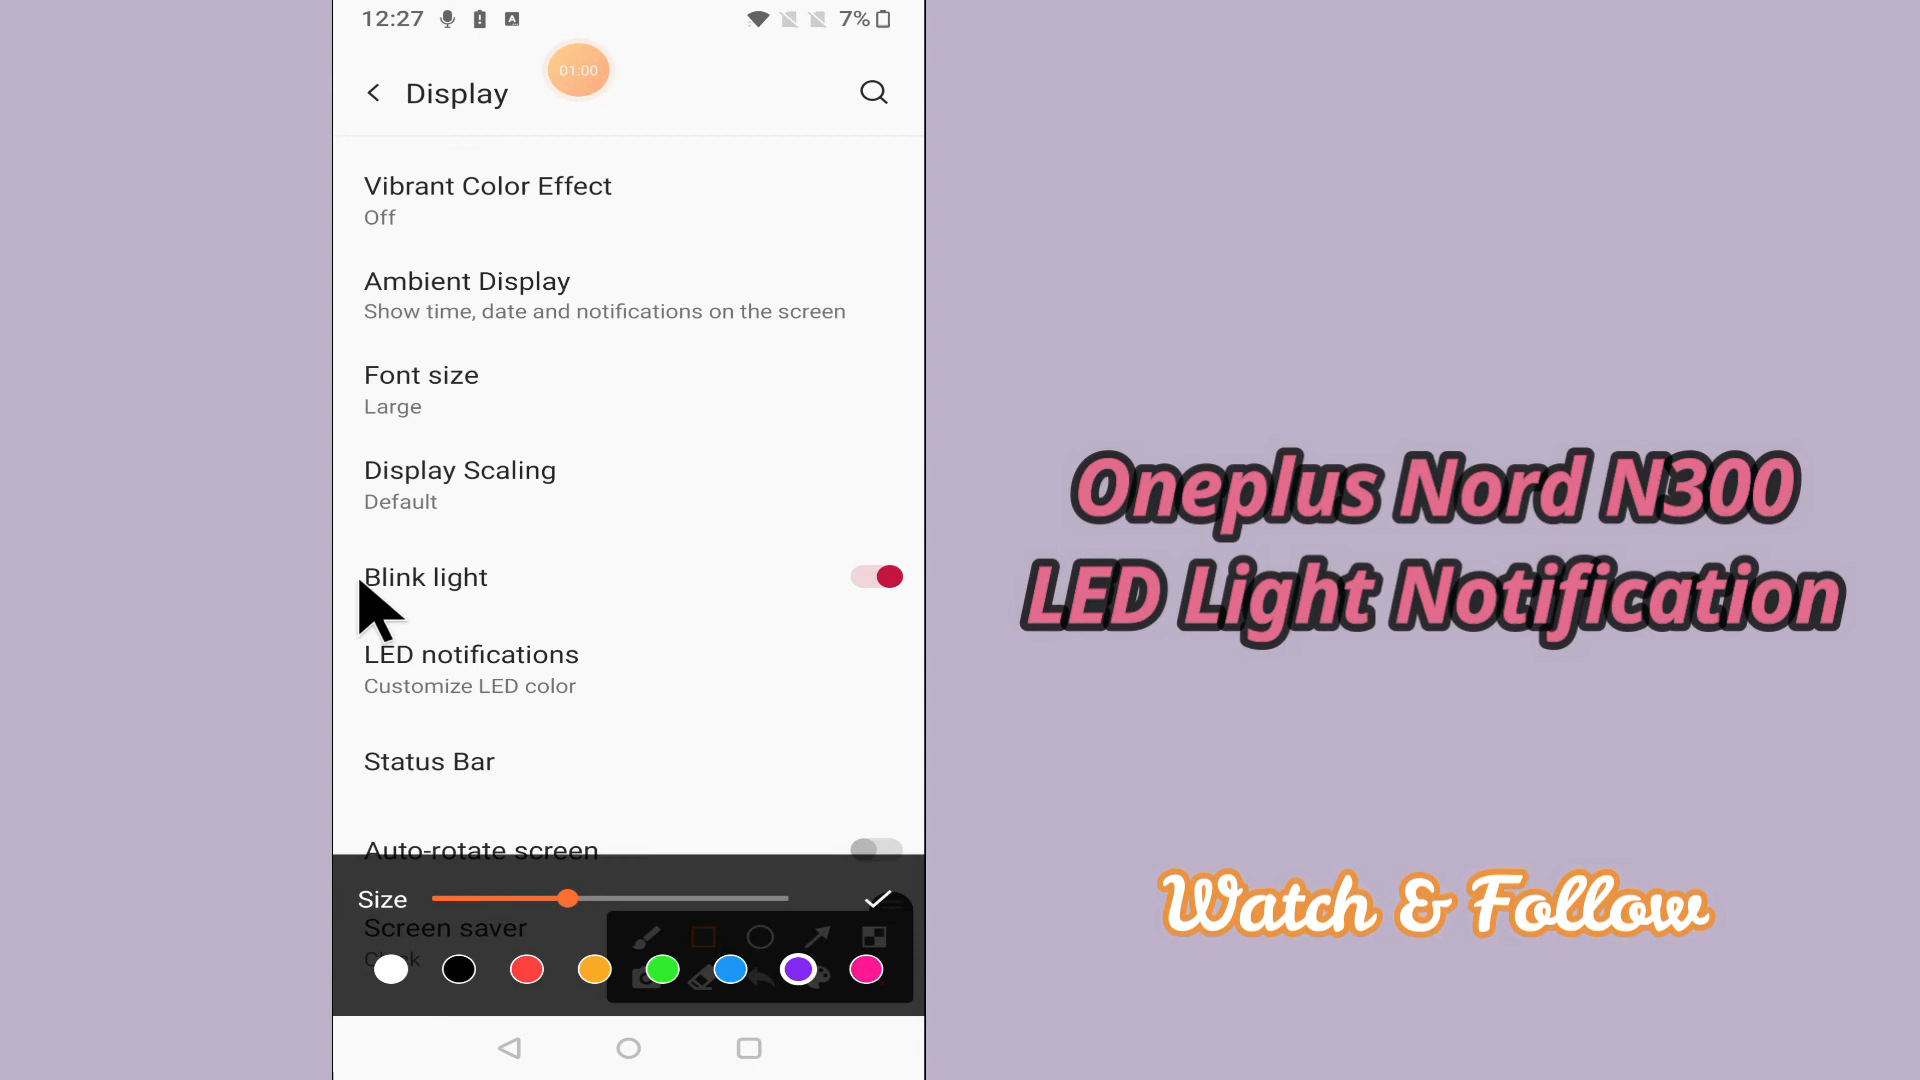 12:27
7%
01:00
Display
Vibrant Color Effect
Off
Ambient Display
Show time, date and notifications on the screen
Font size
Large
Display Scaling
Default
Blink light
LED notifications
Customize LED color
Status Bar
Auto-rotate screen
Size
Screen saver
Oneplus Nord N300
LED Light Notification
Watch & Follow